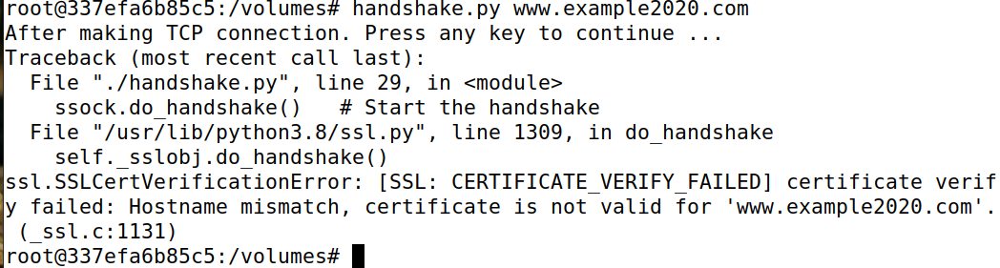 root@337efa6b85c5:/volumes# handshake.py www.example2020.com
After making TCP connection. Press any key to continue ...
Traceback (most recent call last):
  File "./handshake.py", line 29, in <module>
    ssock.do_handshake()   # Start the handshake
  File "/usr/lib/python3.8/ssl.py", line 1309, in do_handshake
    self._sslobj.do_handshake()
ssl.SSLCertVerificationError: [SSL: CERTIFICATE_VERIFY_FAILED] certificate verif
y failed: Hostname mismatch, certificate is not valid for 'www.example2020.com'.
 (_ssl.c:1131)
root@337efa6b85c5:/volumes#